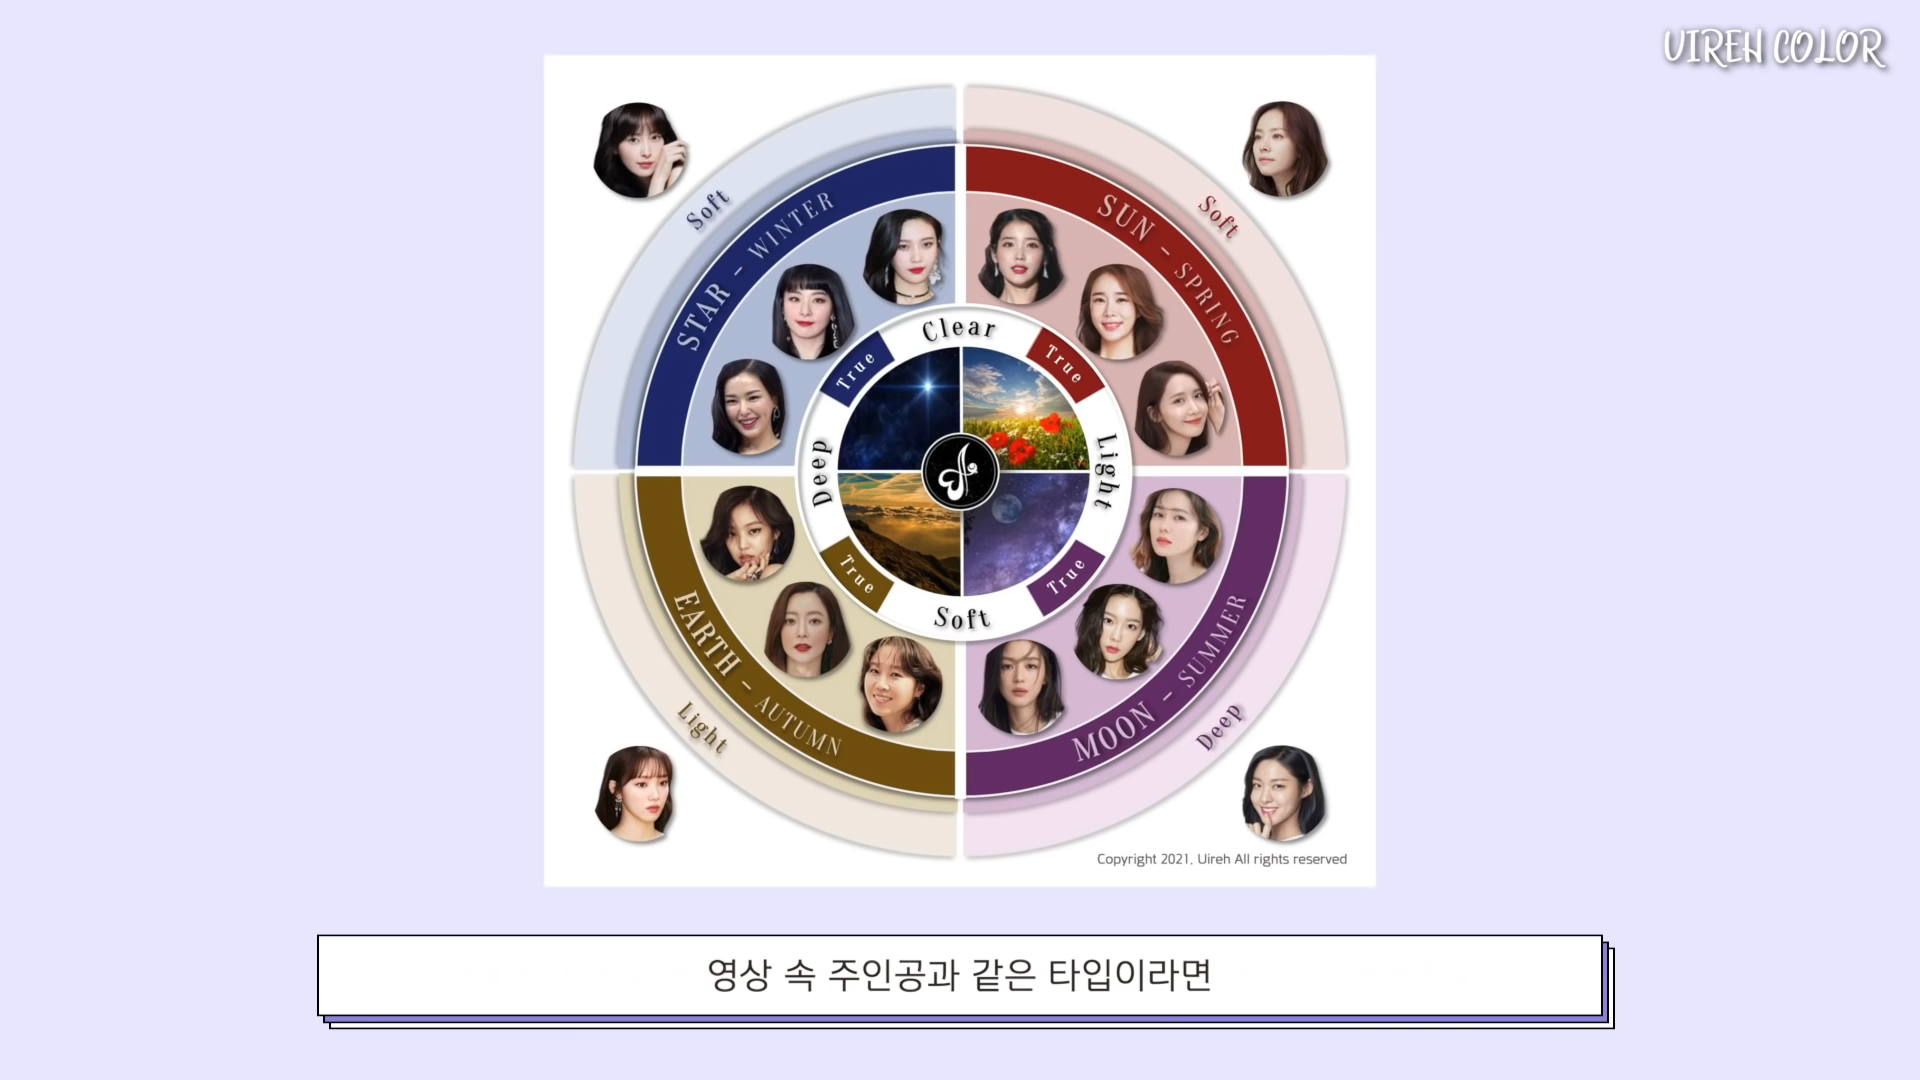 UIREH COLOR
Soft
Soft
STAR - WINTER
SUN - SPRING
Clear
True
True
Deep
Light
True
True
Soft
EARTH - AUTUMN
MOON - SUMMER
Light
Deep
Copyright 2021, Uireh All rights reserved
영상 속 주인공과 같은 타입이라면